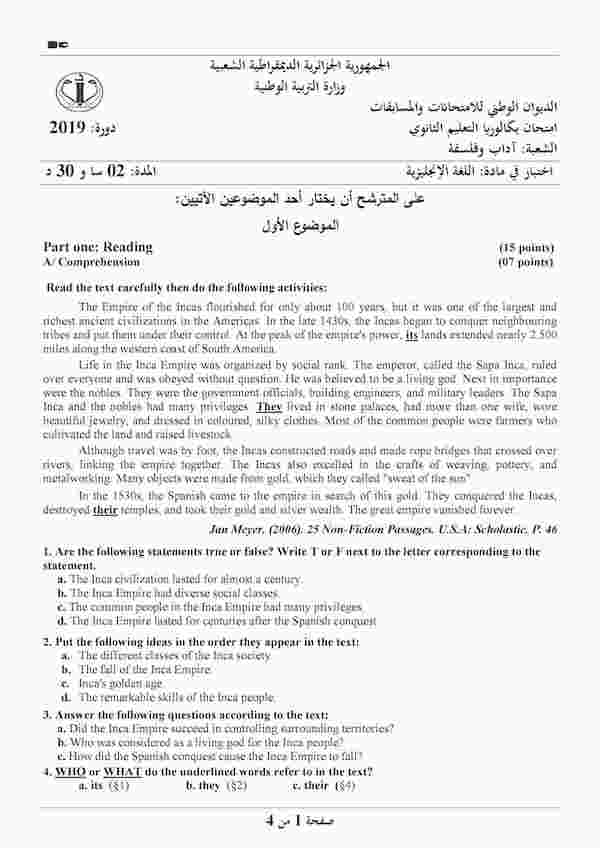 الجمهورية الجزائرية الديمقراطية الشعبية
وزارة التربية الوطنية
الديوان الوطني للامتحانات والمسابقات
امتحان بكالوريا التعليم الثانوي
دورة: 2019
الشعبة: آداب وفلسفة
اختبار في مادة: اللغة الإنجليزية
المدة: 02 سا و 30 د
على المترشح أن يختار أحد الموضوعين الآتيين:
الموضوع الأول
Part one: Reading (15 points)
A/ Comprehension (07 points)
Read the text carefully then do the following activities:
The Empire of the Incas flourished for only about 100 years, but it was one of the largest and
richest ancient civilizations in the Americas. In the late 1430s, the Incas began to conquer neighbouring
tribes and put them under their control. At the peak of the empire's power, its lands extended nearly 2,500
miles along the western coast of South America.
Life in the Inca Empire was organized by social rank. The emperor, called the Sapa Inca, ruled
over everyone and was obeyed without question. He was believed to be a living god. Next in importance
were the nobles. They were the government officials, building engineers, and military leaders. The Sapa
Inca and the nobles had many privileges. They lived in stone palaces, had more than one wife, wore
beautiful jewelry, and dressed in coloured, silky clothes. Most of the common people were farmers who
cultivated the land and raised livestock.
Although travel was by foot, the Incas constructed roads and made rope bridges that crossed over
rivers, linking the empire together. The Incas also excelled in the crafts of weaving, pottery, and
metalworking. Many objects were made from gold, which they called "sweat of the sun".
In the 1530s, the Spanish came to the empire in search of this gold. They conquered the Incas,
destroyed their temples, and took their gold and silver wealth. The great empire vanished forever.
Jan Meyer. (2006). 25 Non-Fiction Passages. U.S.A: Scholastic. P. 46
1. Are the following statements true or false? Write T or F next to the letter corresponding to the
statement.
a. The Inca civilization lasted for almost a century.
b. The Inca Empire had diverse social classes.
c. The common people in the Inca Empire had many privileges.
d. The Inca Empire lasted for centuries after the Spanish conquest.
2. Put the following ideas in the order they appear in the text:
a. The different classes of the Inca society.
b. The fall of the Inca Empire.
c. Inca's golden age.
d. The remarkable skills of the Inca people.
3. Answer the following questions according to the text:
a. Did the Inca Empire succeed in controlling surrounding territories?
b. Who was considered as a living god for the Inca people?
c. How did the Spanish conquest cause the Inca Empire to fall?
4. WHO or WHAT do the underlined words refer to in the text?
a. its (§1) b. they (§2) c. their (§4)
صفحة 1 من 4